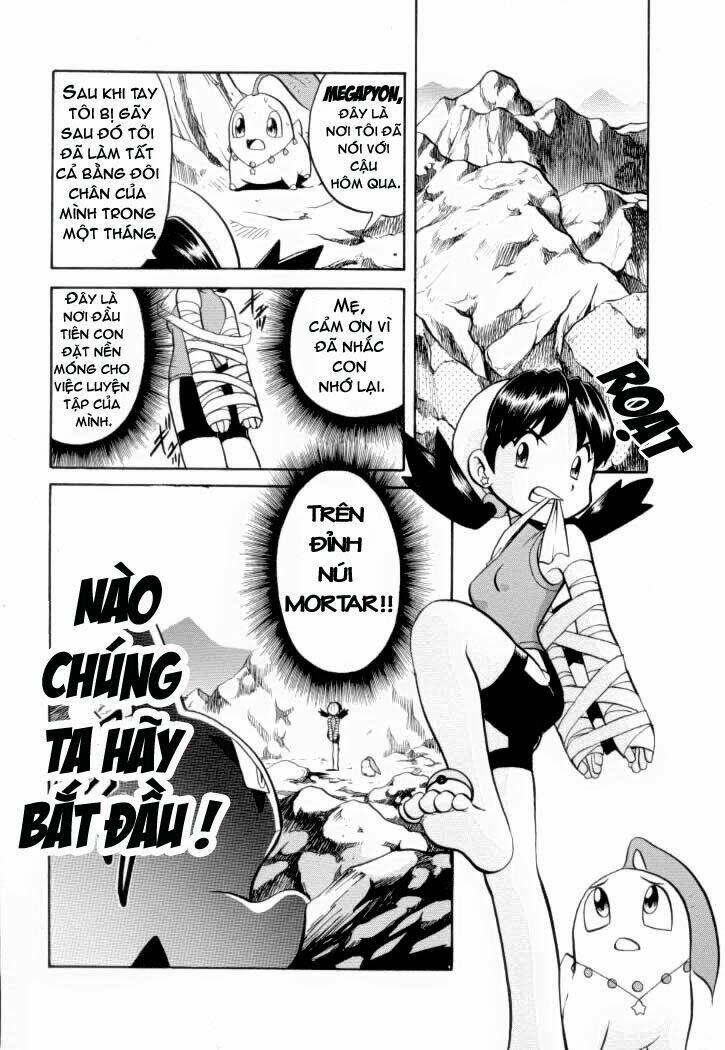 MEGAPYON,
ĐÂY LÀ
NƠI TÔI ĐÃ
NÓI VỚI
CẬU
HÔM QUA.
SAU KHI TAY
TÔI BỊ GÃY
SAU ĐÓ TÔI
ĐÃ LÀM TẤT
CẢ BẰNG ĐÔI
CHÂN CỦA
MÌNH TRONG
MỘT THÁNG.
MẸ,
CẢM ƠN VÌ
ĐÃ NHẮC
CON
NHỚ LẠI.
ĐÂY LÀ
NƠI ĐẦU
TIÊN CON
ĐẶT NỀN
MÓNG CHO
VIỆC LUYỆN
TẬP CỦA
MÌNH.
ROẠT
TRÊN
ĐỈNH
NÚI
MORTAR!!
NÀO
CHÚNG
TA HÃY
BẮT ĐẦU!